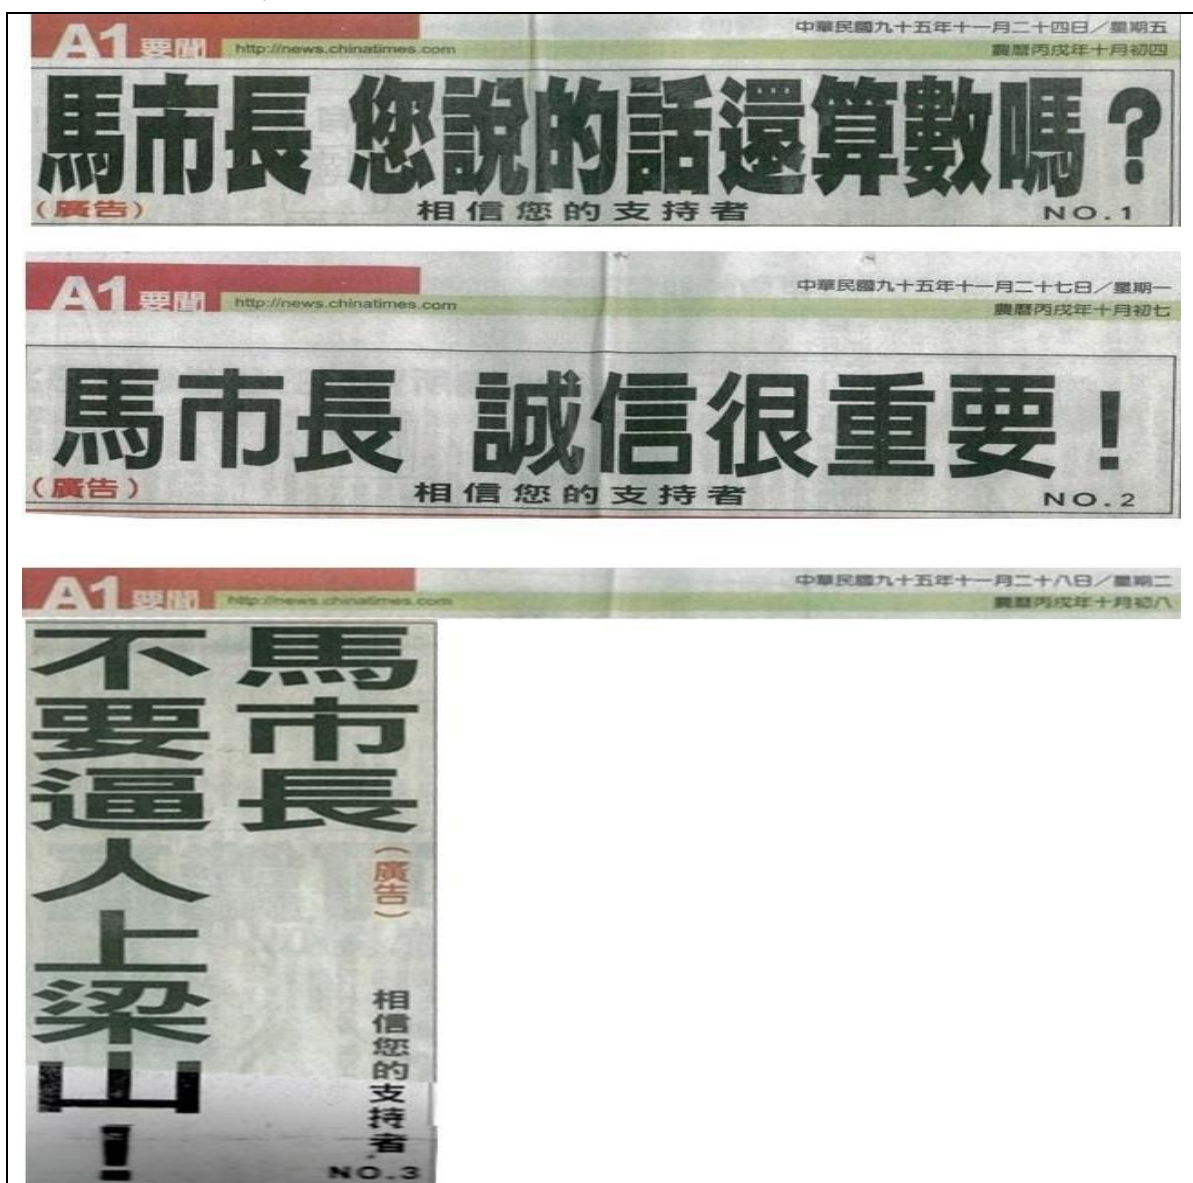 A1 要聞 http://news.chinatimes.com
中華民國九十五年十一月二十四日／星期五
農曆丙戌年十月初四
馬市長 您說的話還算數嗎？
（廣告） 相信您的支持者 NO.1
A1 要聞 http://news.chinatimes.com
中華民國九十五年十一月二十七日／星期一
農曆丙戌年十月初七
馬市長 誠信很重要！
（廣告） 相信您的支持者 NO.2
A1 要聞 http://news.chinatimes.com
中華民國九十五年十一月二十八日／星期二
農曆丙戌年十月初八
馬市長
不要逼人上梁山！
（廣告）
相信您的支持者
NO.3